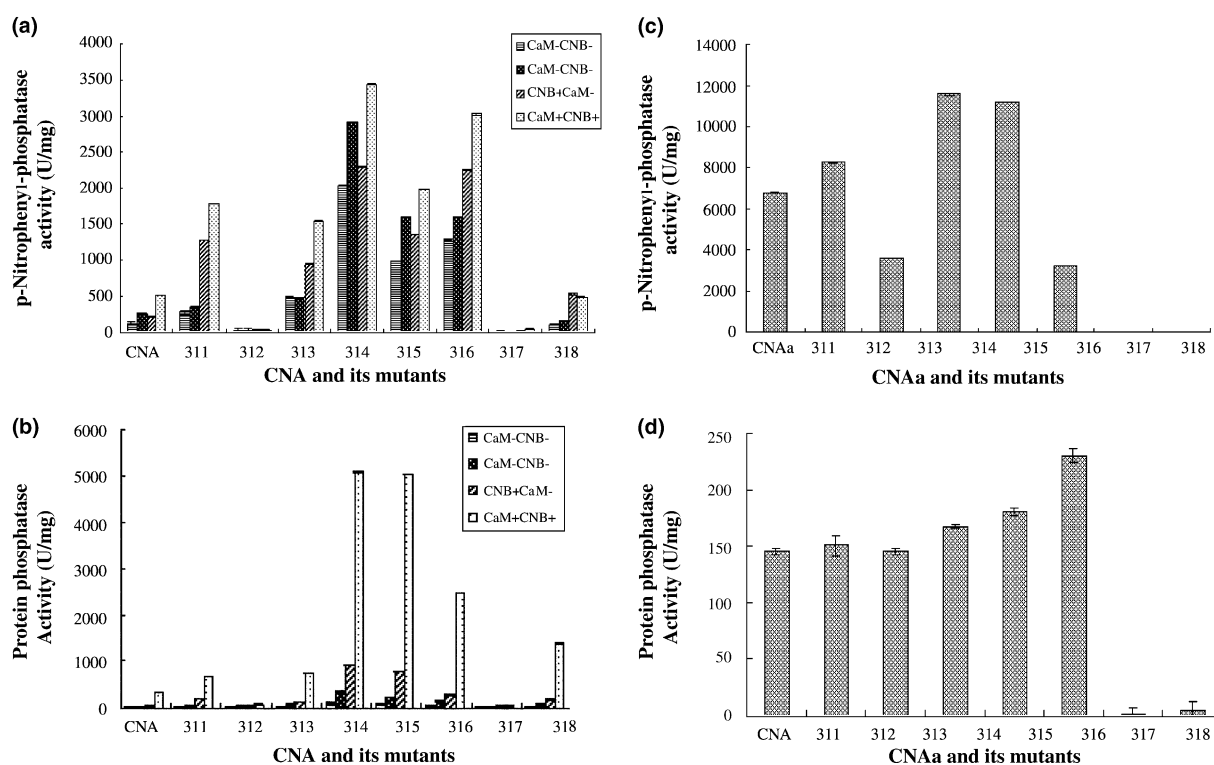 (a)
4000
3500
3000
2500
2000
1500
1000
500
0
p-Nitrophenyl-phosphatase
activity (U/mg)
CaM-CNB-
CaM-CNB-
CNB+CaM-
CaM+CNB+
CNA 311 312 313 314 315 316 317 318
CNA and its mutants
(c)
14000
12000
10000
8000
6000
4000
2000
0
p-Nitrophenyl-phosphatase
activity (U/mg)
CNAa 311 312 313 314 315 316 317 318
CNAa and its mutants
(b)
6000
5000
4000
3000
2000
1000
0
Protein phosphatase
Activity (U/mg)
CaM-CNB-
CaM-CNB-
CNB+CaM-
CaM+CNB+
CNA 311 312 313 314 315 316 317 318
CNA and its mutants
(d)
250
200
150
100
50
0
Protein phosphatase
Activity (U/mg)
CNA 311 312 313 314 315 316 317 318
CNAa and its mutants